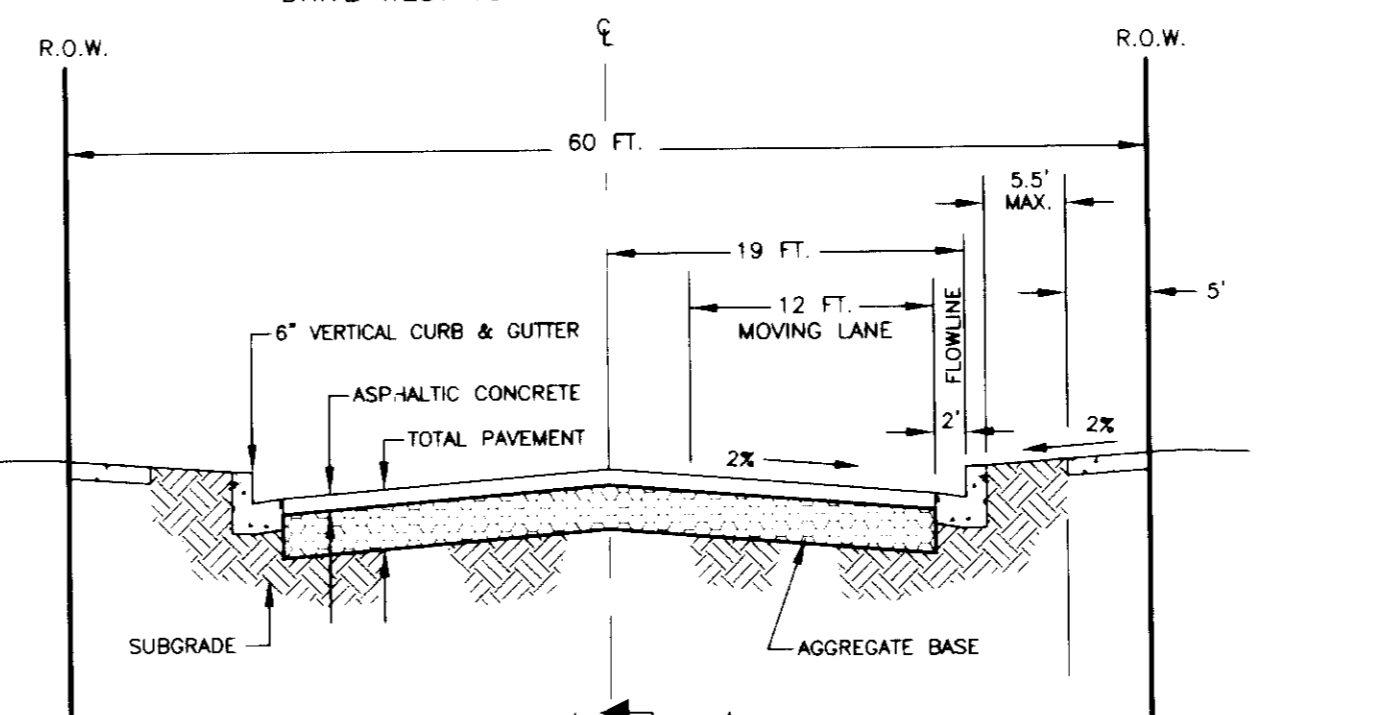 R.O.W.
℄
R.O.W.
60 FT.
5.5'
MAX.
19 FT.
5'
12 FT.
MOVING LANE
FLOWLINE
6" VERTICAL CURB & GUTTER
ASPHALTIC CONCRETE
2'
2%
TOTAL PAVEMENT
2%
SUBGRADE
AGGREGATE BASE